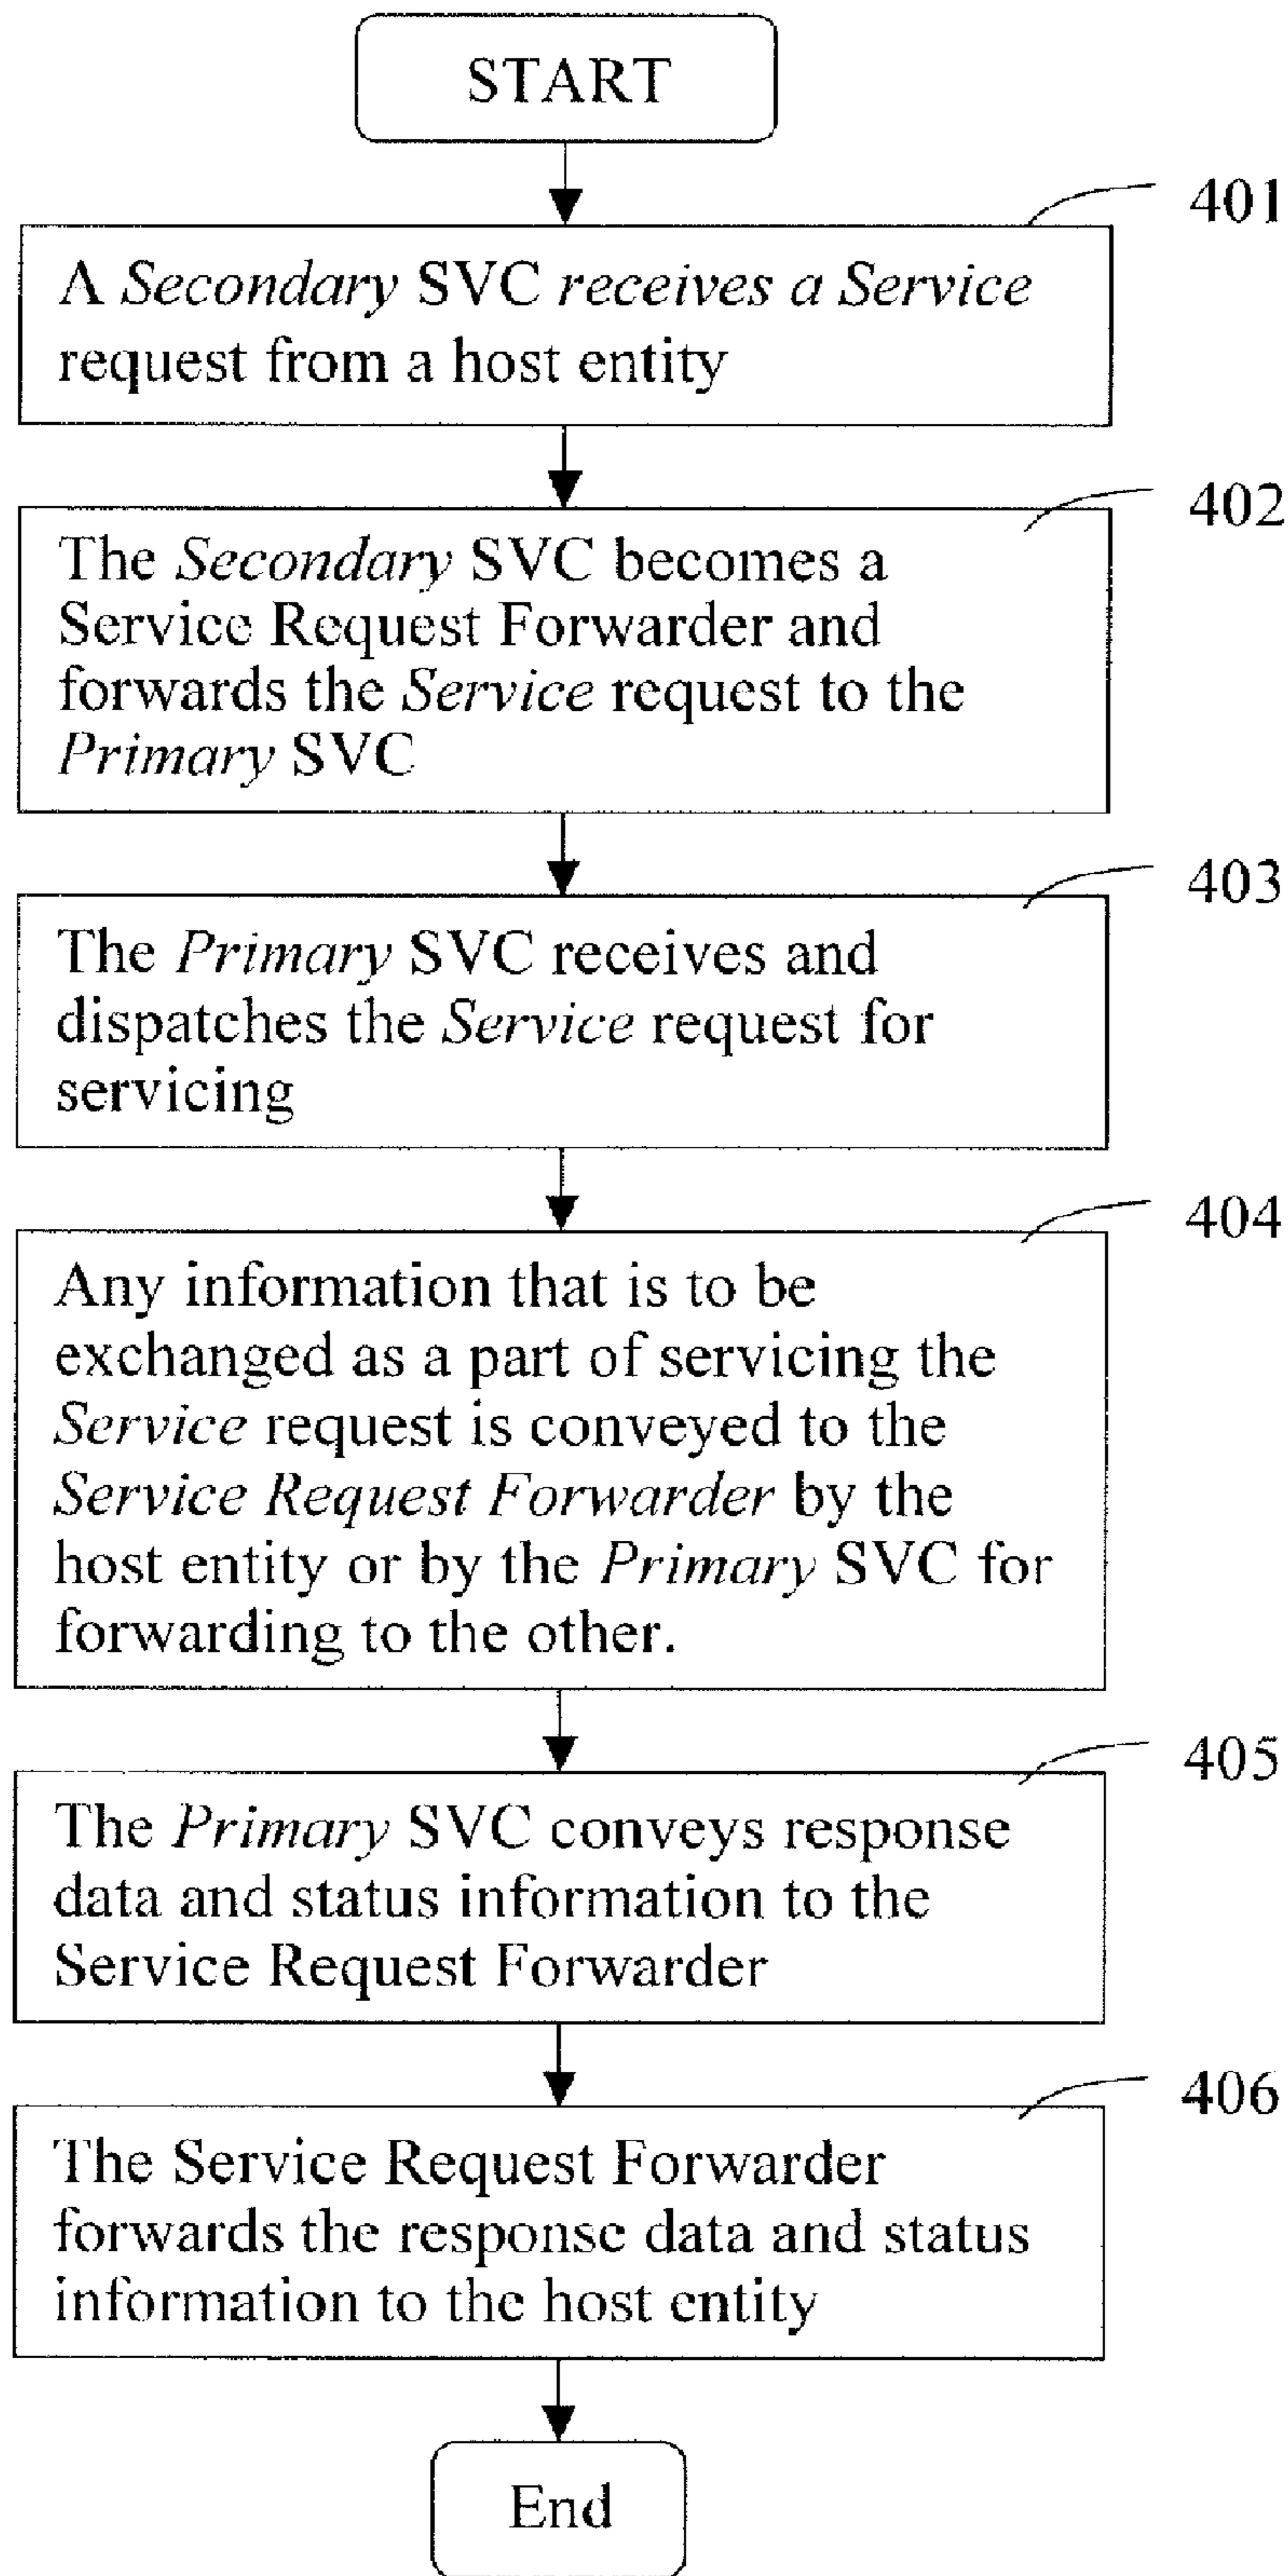 START
401
A Secondary SVC receives a Service
request from a host entity
402
The Secondary SVC becomes a
Service Request Forwarder and
forwards the Service request to the
Primary SVC
403
The Primary SVC receives and
dispatches the Service request for
servicing
404
Any information that is to be
exchanged as a part of servicing the
Service request is conveyed to the
Service Request Forwarder by the
host entity or by the Primary SVC for
forwarding to the other.
405
The Primary SVC conveys response
data and status information to the
Service Request Forwarder
406
The Service Request Forwarder
forwards the response data and status
information to the host entity
End